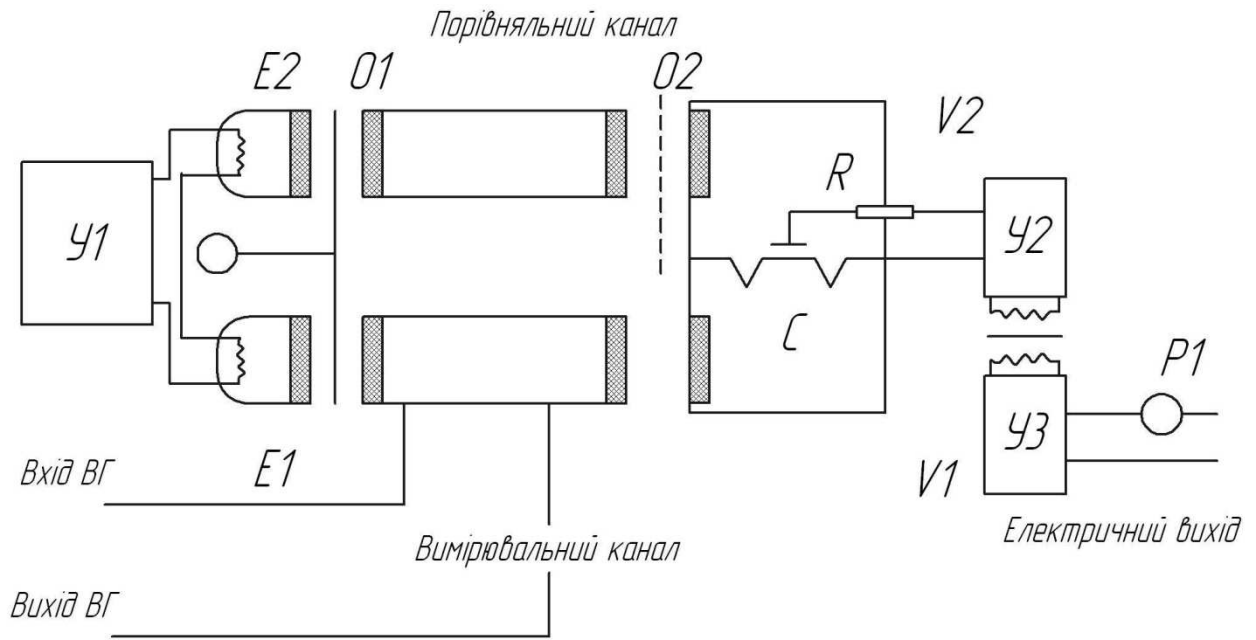 Порівняльний канал
E2
O1
O2
V2
R
У1
У2
C
P1
У3
Вхід ВГ
E1
V1
Електричний вихід
Вимірювальний канал
Вихід ВГ